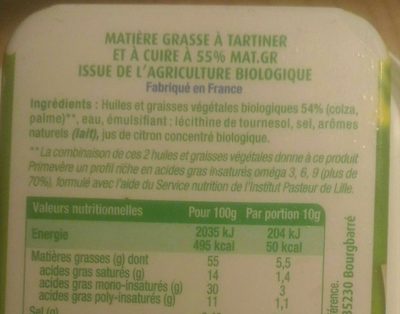 MATIÈRE GRASSE À TARTINER
ET À CUIRE À 55% MAT.GR
ISSUE DE L'AGRICULTURE BIOLOGIQUE
Fabriqué en France
Ingrédients : Huiles et graisses végétales biologiques 54% (colza,
palme)**, eau, émulsifiant : lécithine de tournesol, sel, arômes
naturels (lait), jus de citron concentré biologique.
**La combinaison de ces 2 huiles et graisses végétales donne à ce produit
Primevère un profil riche en acides gras insaturés oméga 3, 6, 9 (plus de
70%), formulé avec l'aide du Service nutrition de l'Institut Pasteur de Lille.
Valeurs nutritionnelles Pour 100g Par portion 10g
Energie 2035 kJ 204 kJ
495 kcal 50 kcal
Matières grasses (g) dont 55 5,5
acides gras saturés (g) 14 1,4
acides gras mono-insaturés (g) 30 3
acides gras poly-insaturés (g) 11 1,1
Sel (g)
35230 Bourgbarré